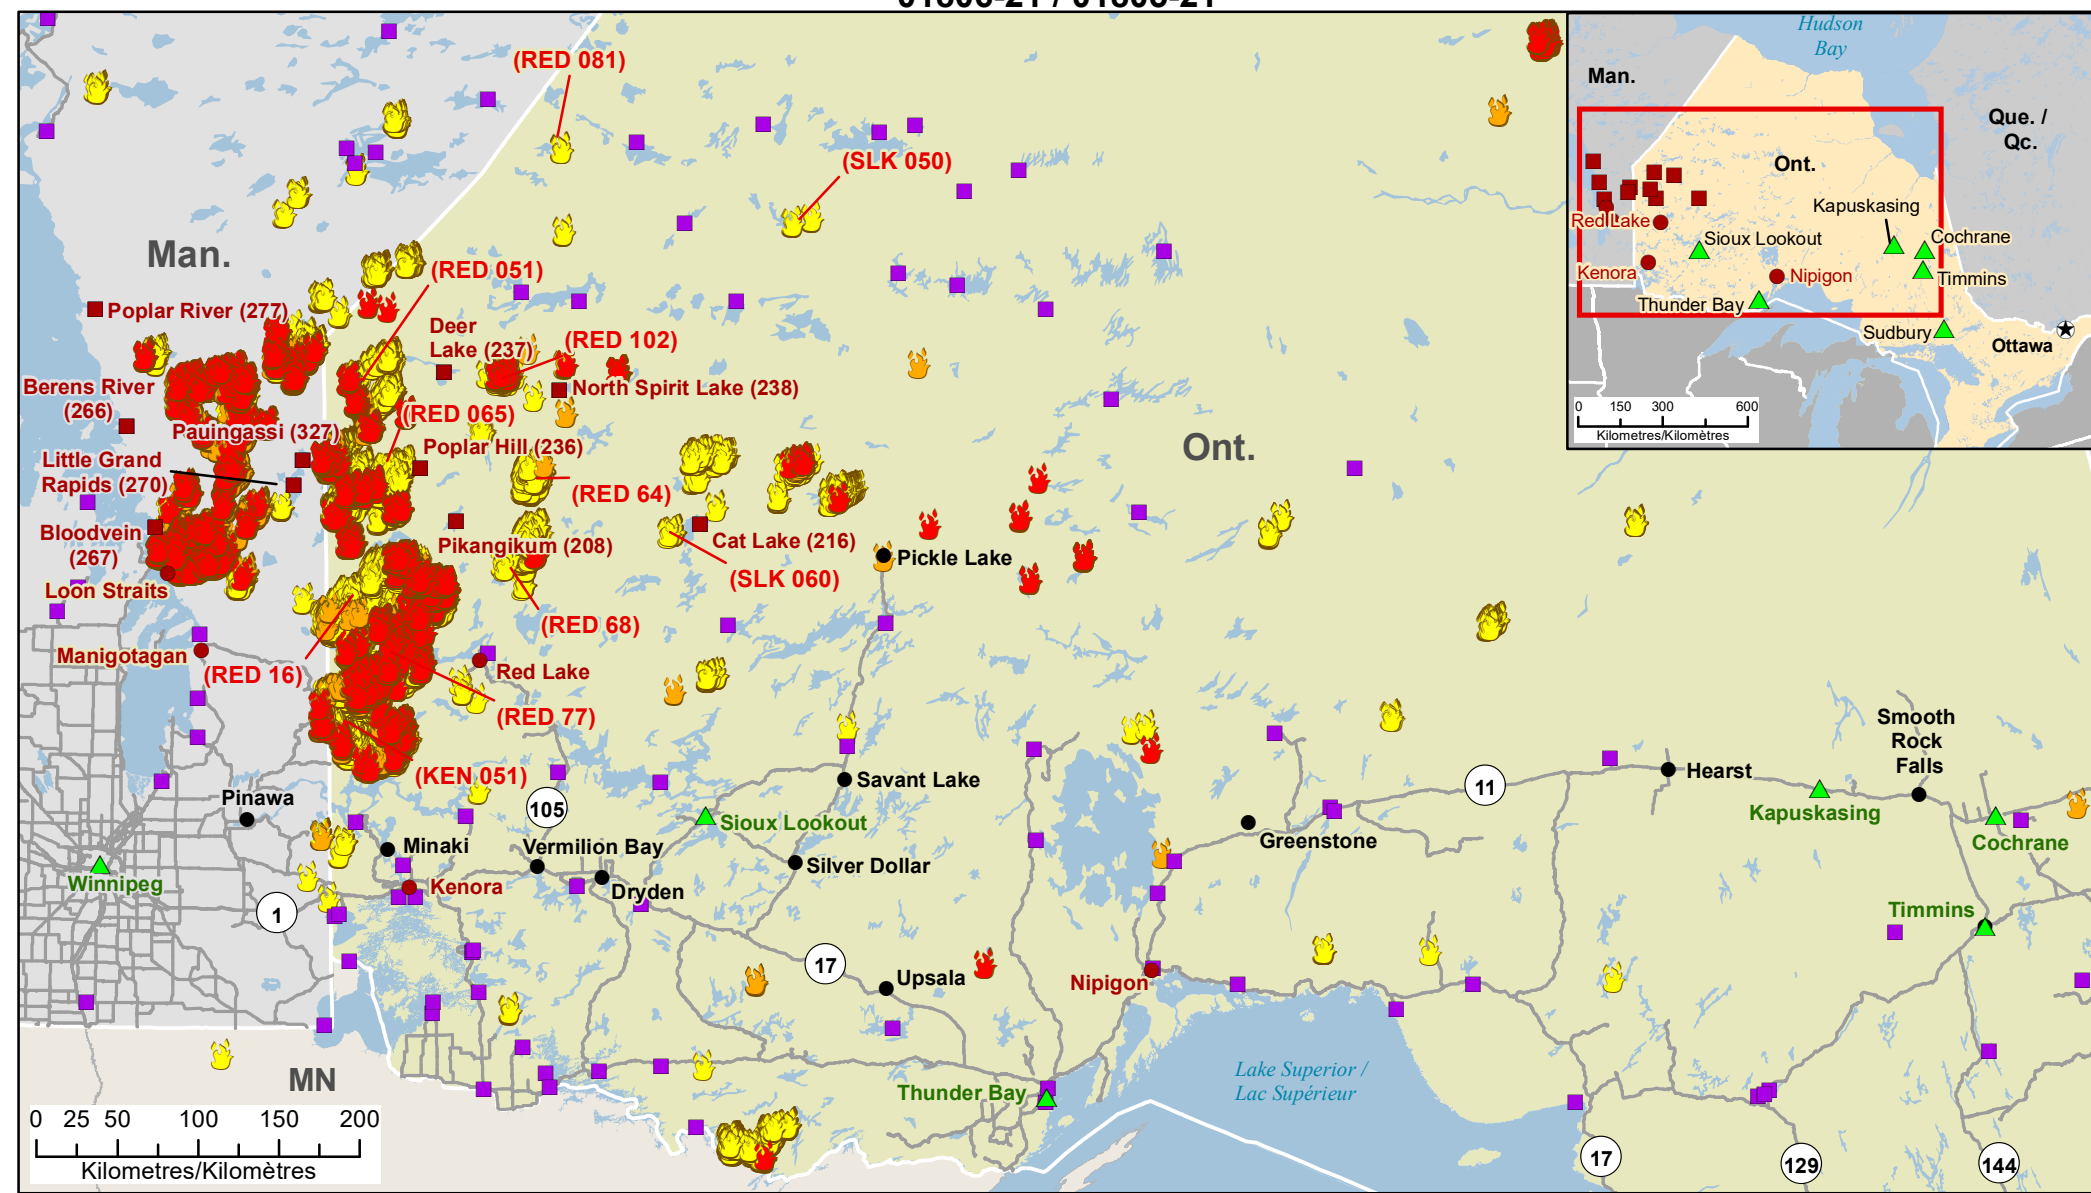 01806-21 / 01806-21
(RED 081)
(SLK 050)
Man.
(RED 051)
Poplar River (277)
Deer
Lake (237)
(RED 102)
Berens River
(266)
North Spirit Lake (238)
(RED 065)
Pauingassi (327)
Poplar Hill (236)
Ont.
Little Grand
Rapids (270)
(RED 64)
Bloodvein
(267)
Pikangikum (208)
Cat Lake (216)
Pickle Lake
(SLK 060)
Loon Straits
(RED 68)
Manigotagan
(RED 16)
Red Lake
(RED 77)
Smooth
Rock
Falls
(KEN 051)
Savant Lake
11
Hearst
Pinawa
105
Kapuskasing
Sioux Lookout
Minaki
Vermilion Bay
Greenstone
Cochrane
Silver Dollar
Winnipeg
Kenora
Dryden
1
Timmins
17
Upsala
Nipigon
MN
Lake Superior /
Lac Supérieur
Thunder Bay
0 25 50 100 150 200
Kilometres/Kilomètres
17
129
144
Hudson
Bay
Man.
Que. /
Qc.
Ont.
Kapuskasing
Red Lake
Sioux Lookout
Cochrane
Kenora
Nipigon
Timmins
Thunder Bay
Sudbury
Ottawa
0 150 300 600
Kilometres/Kilomètres